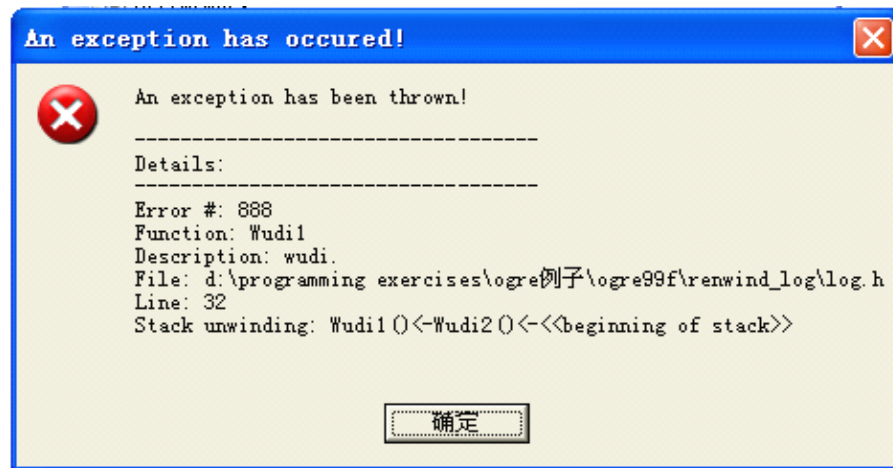 An exception has occured!
An exception has been thrown!
-----------------------------------
Details:
-----------------------------------
Error #: 888
Function: Wudi1
Description: wudi.
File: d:\programming exercises\ogre例子\ogre99f\renwind_log\log.h
Line: 32
Stack unwinding: Wudi1()<-Wudi2()<-<<beginning of stack>>
确定